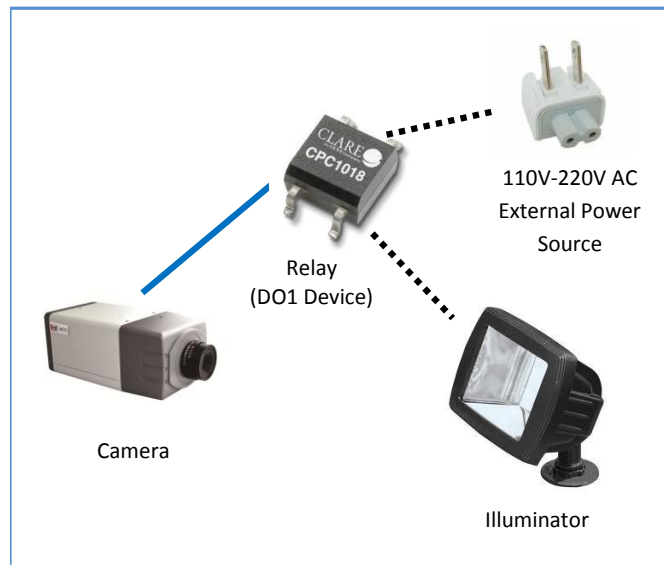 CLARE
CPC1018
110V-220V AC
External Power
Source
Relay
(DO1 Device)
Camera
Illuminator